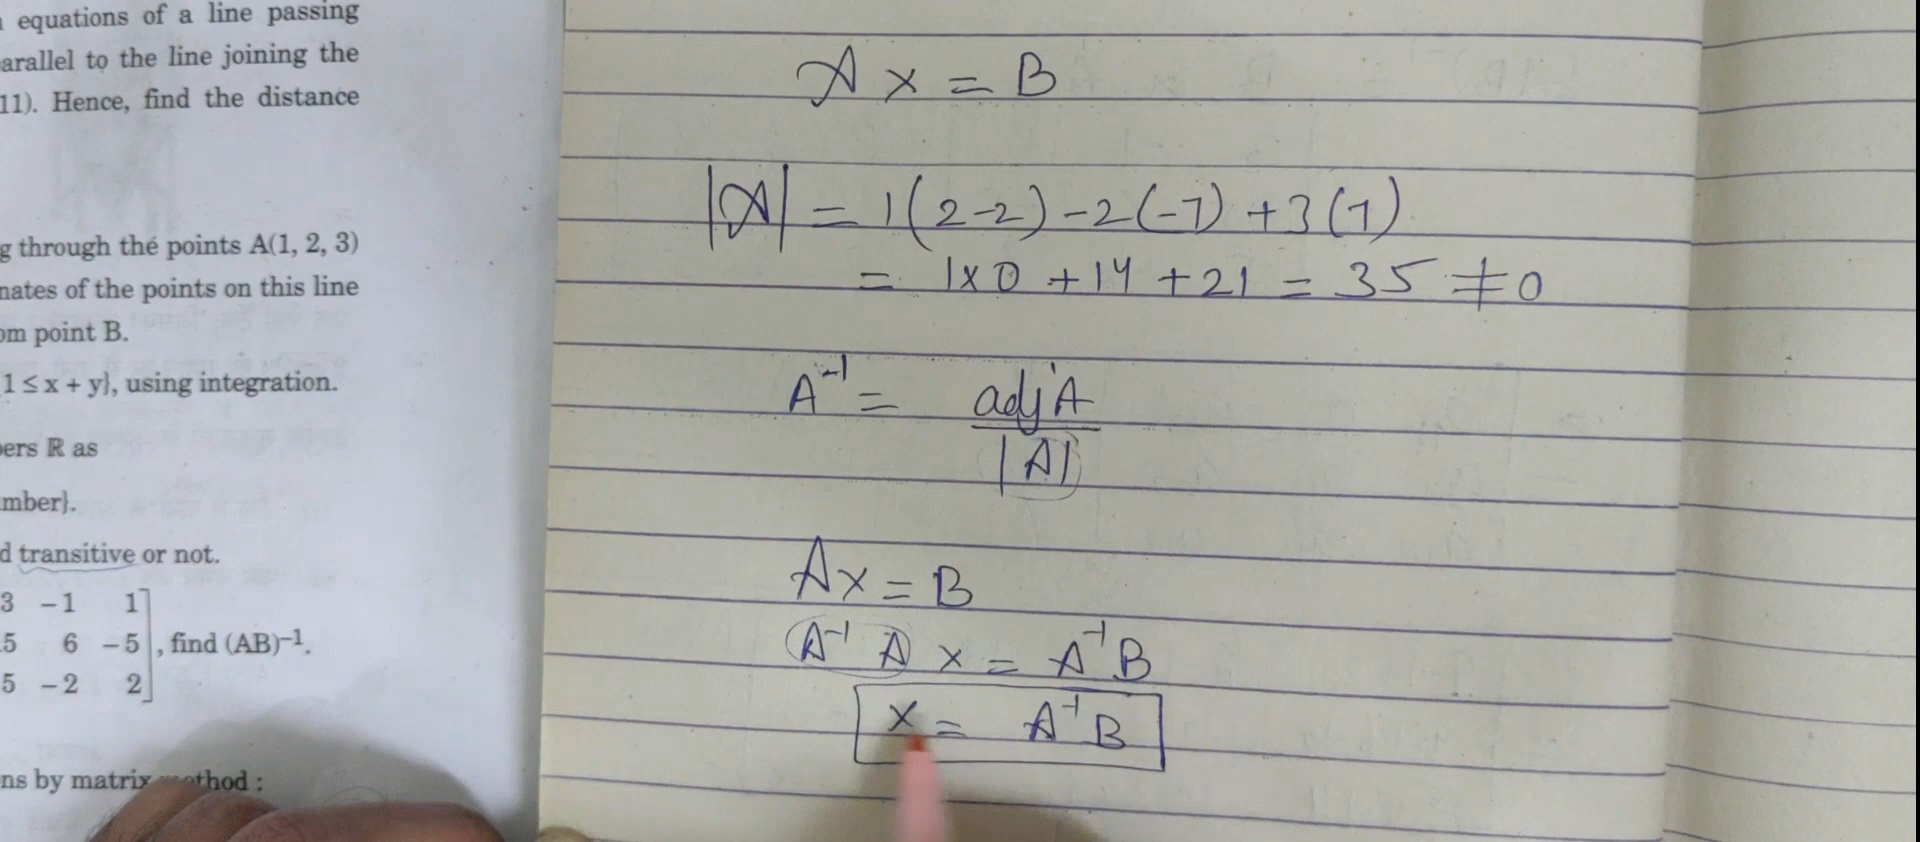 equations of a line passing
arallel to the line joining the
11). Hence, find the distance
g through the points A(1, 2, 3)
nates of the points on this line
om point B.
1 ≤ x + y}, using integration.
ers ℝ as
mber}.
d transitive or not.
3 −1 1
5 6 −5 , find (AB)⁻¹.
5 −2 2
ns by matrix method :
A x = B
|A| = 1(2-2) -2(-7) +3(7)
= 1×0 +14 +21 = 35 ≠0
A⁻¹ = adj A
|A|
Ax = B
A⁻¹ A x = A⁻¹B
x = A⁻¹B